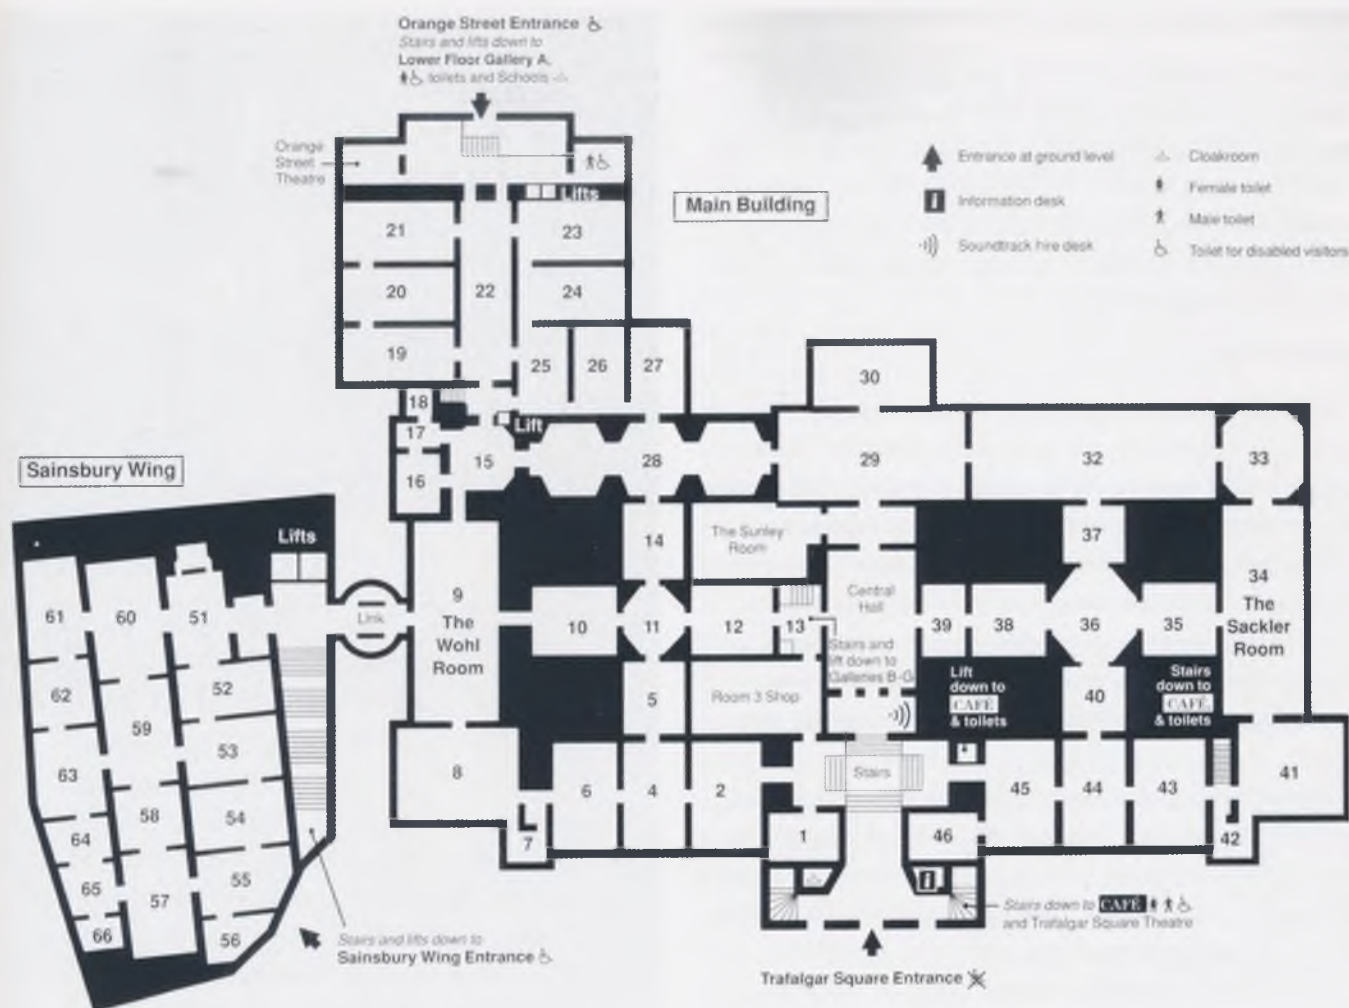 Orange Street Entrance
Stairs and lifts down to
Lower Floor Gallery A,
toilets and Schools
Orange
Street
Theatre
Lifts
Main Building
Entrance at ground level
Information desk
Soundtrack hire desk
Cloakroom
Female toilet
Male toilet
Toilet for disabled visitors
21
23
20
22
24
19
25
26
27
30
18
17
Lift
16
15
28
29
32
33
Sainsbury Wing
Lifts
14
The Sunley
Room
37
34
The
Sackler
Room
61
60
51
Link
9
The
Wohl
Room
10
11
12
13
Central
Hall
39
38
36
35
Stairs and
lift down to
Galleries B-G
62
52
59
5
Room 3 Shop
Lift
down to
CAFÉ
& toilets
40
Stairs
down to
CAFÉ
& toilets
53
63
8
6
4
2
Stairs
45
44
43
41
58
54
64
7
1
46
42
65
55
57
i
66
56
Stairs and lifts down to
Sainsbury Wing Entrance
Stairs down to CAFÉ
and Trafalgar Square Theatre
Trafalgar Square Entrance